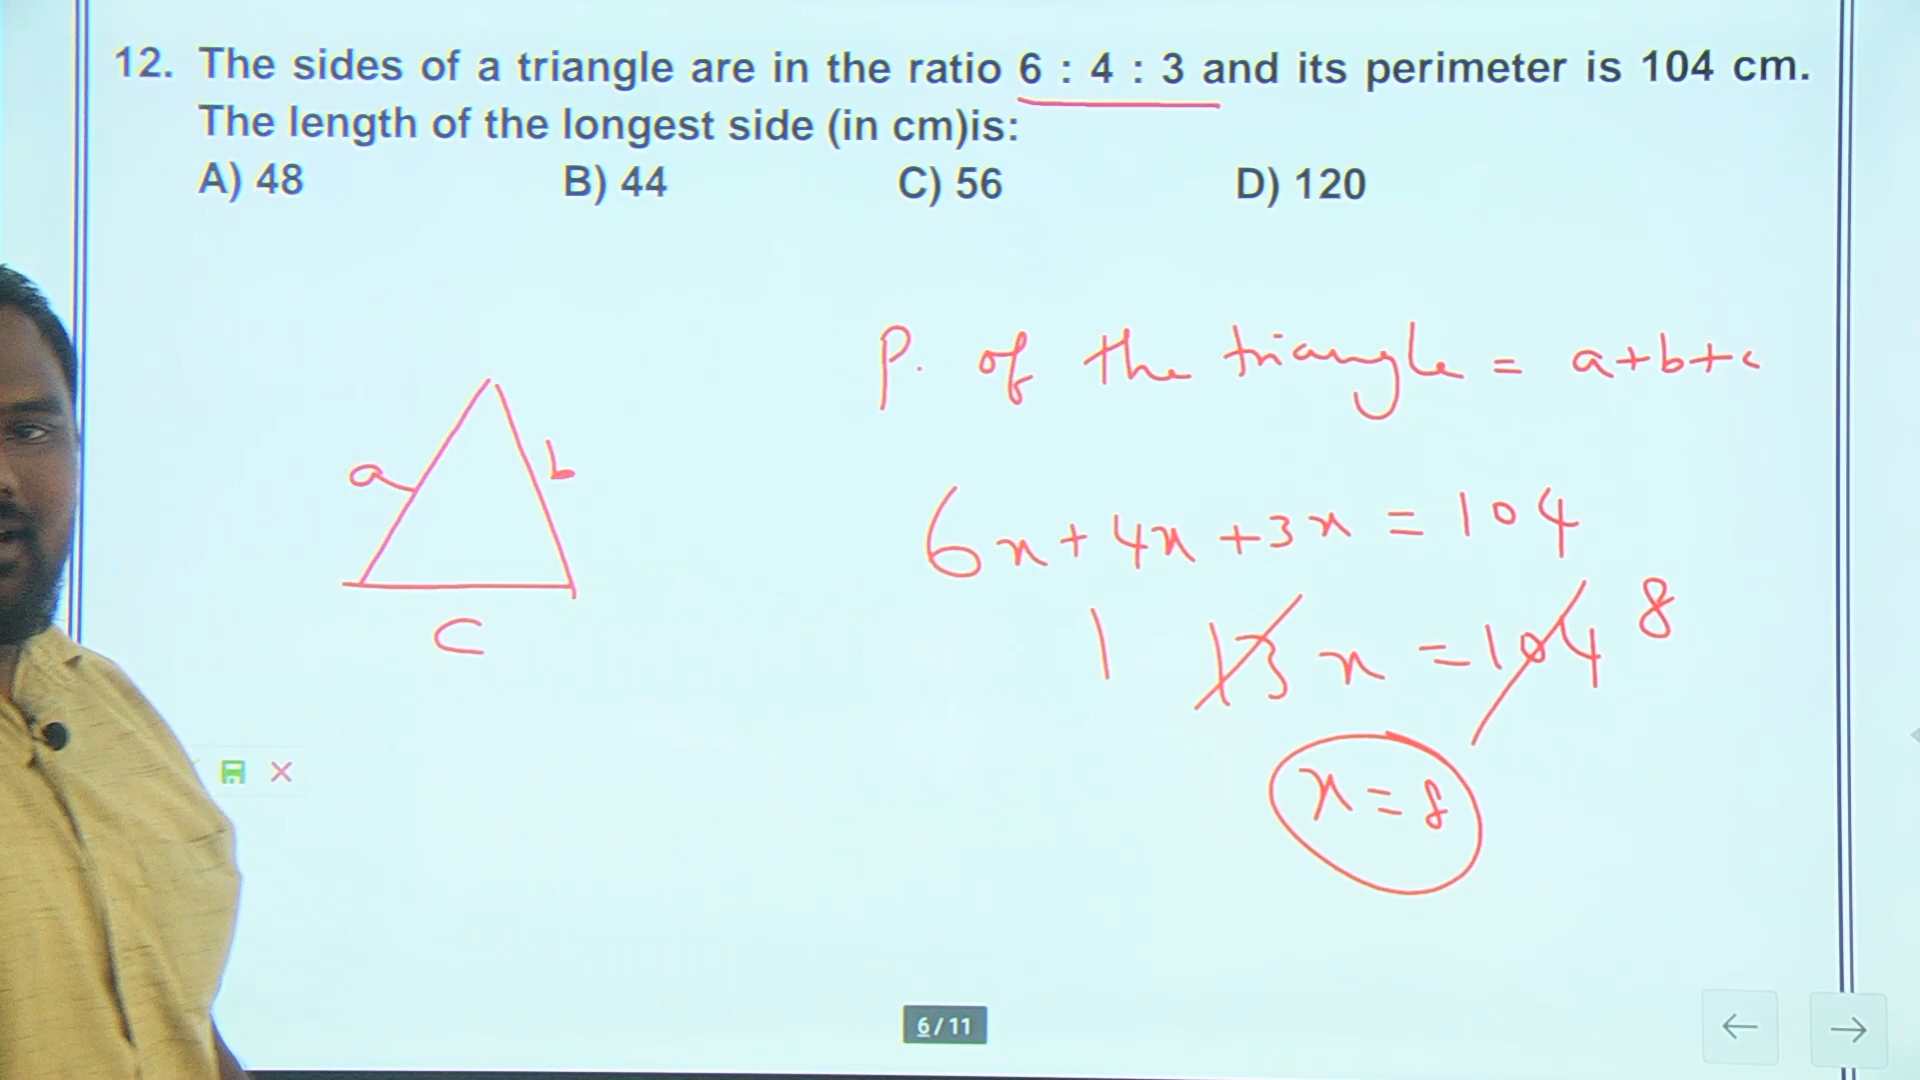 12. The sides of a triangle are in the ratio 6 : 4 : 3 and its perimeter is 104 cm.
The length of the longest side (in cm)is:
A) 48 B) 44 C) 56 D) 120
P. of the triangle = a+b+c
a b
c
6x+4x+3x=104
1 13x=104 8
x=8
6/11